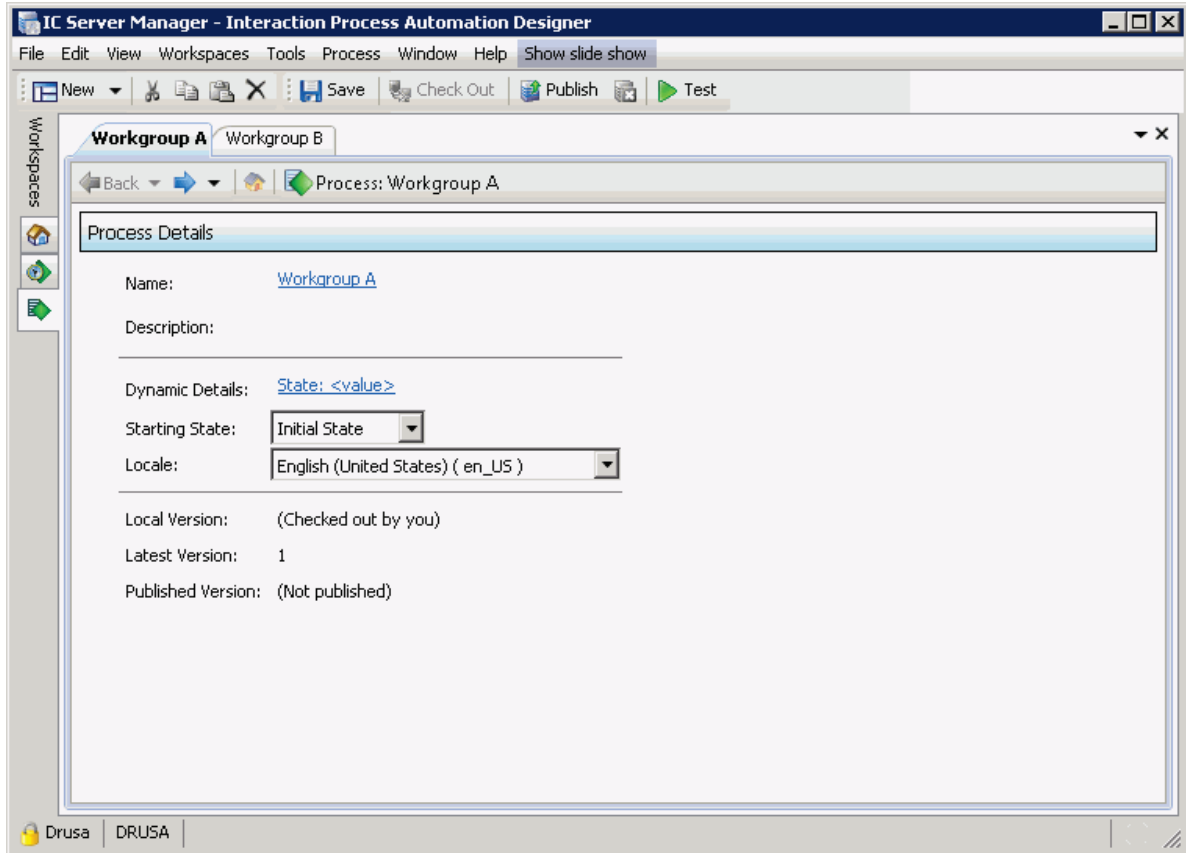 IC Server Manager - Interaction Process Automation Designer
File Edit View Workspaces Tools Process Window Help Show slide show
New Save Check Out Publish Test
Workspaces
Workgroup A Workgroup B
Back Process: Workgroup A
Process Details
Name: Workgroup A
Description:
Dynamic Details: State: <value>
Starting State: Initial State
Locale: English (United States) ( en_US )
Local Version: (Checked out by you)
Latest Version: 1
Published Version: (Not published)
Drusa DRUSA